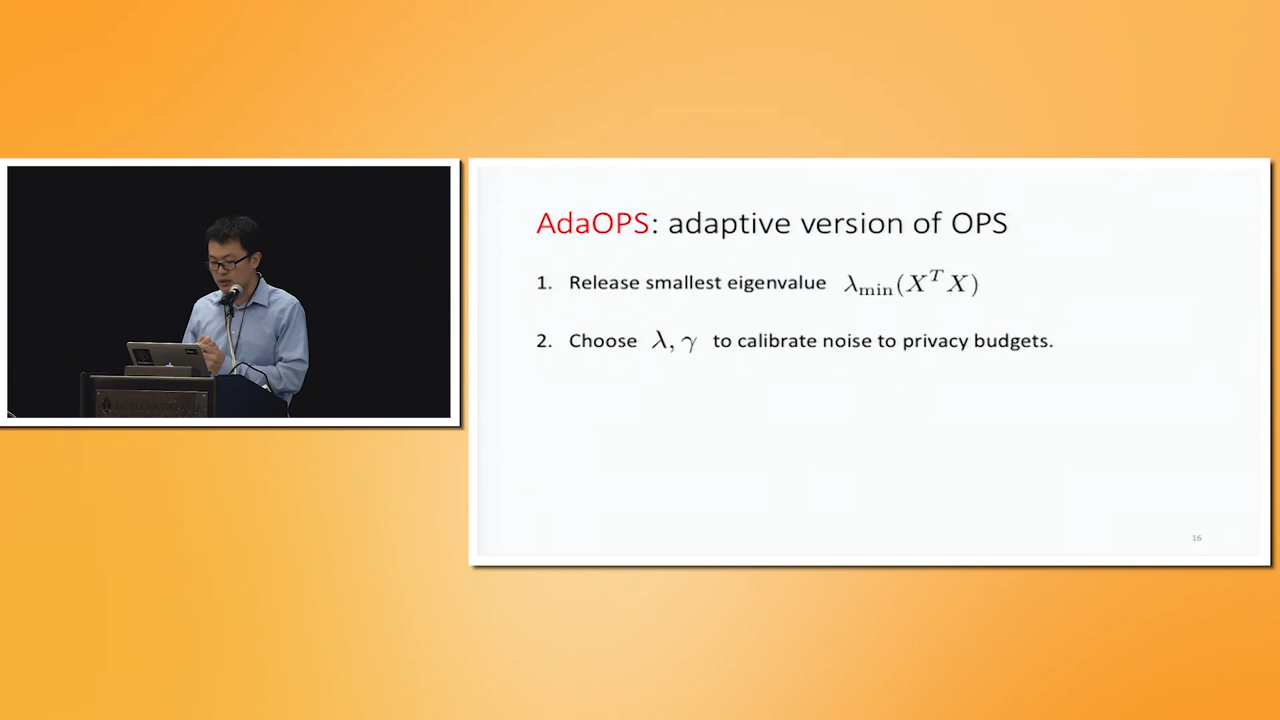 AdaOPS: adaptive version of OPS
1. Release smallest eigenvalue λ_min(X^T X)
2. Choose λ, γ to calibrate noise to privacy budgets.
16